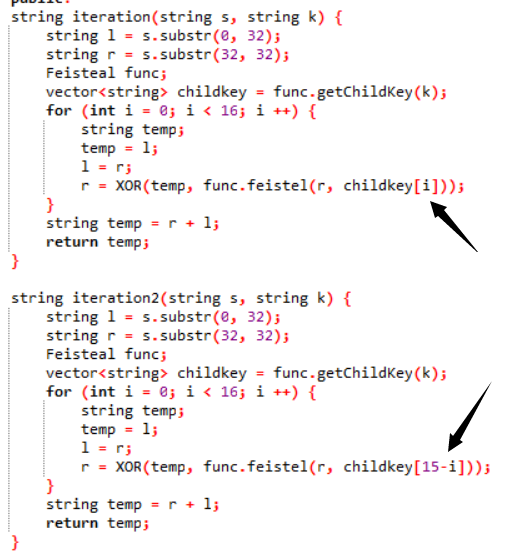 public:
string iteration(string s, string k) {
string l = s.substr(0, 32);
string r = s.substr(32, 32);
Feisteal func;
vector<string> childkey = func.getChildKey(k);
for (int i = 0; i < 16; i ++) {
string temp;
temp = l;
l = r;
r = XOR(temp, func.feistel(r, childkey[i]));
}
string temp = r + l;
return temp;
}
string iteration2(string s, string k) {
string l = s.substr(0, 32);
string r = s.substr(32, 32);
Feisteal func;
vector<string> childkey = func.getChildKey(k);
for (int i = 0; i < 16; i ++) {
string temp;
temp = l;
l = r;
r = XOR(temp, func.feistel(r, childkey[15-i]));
}
string temp = r + l;
return temp;
}